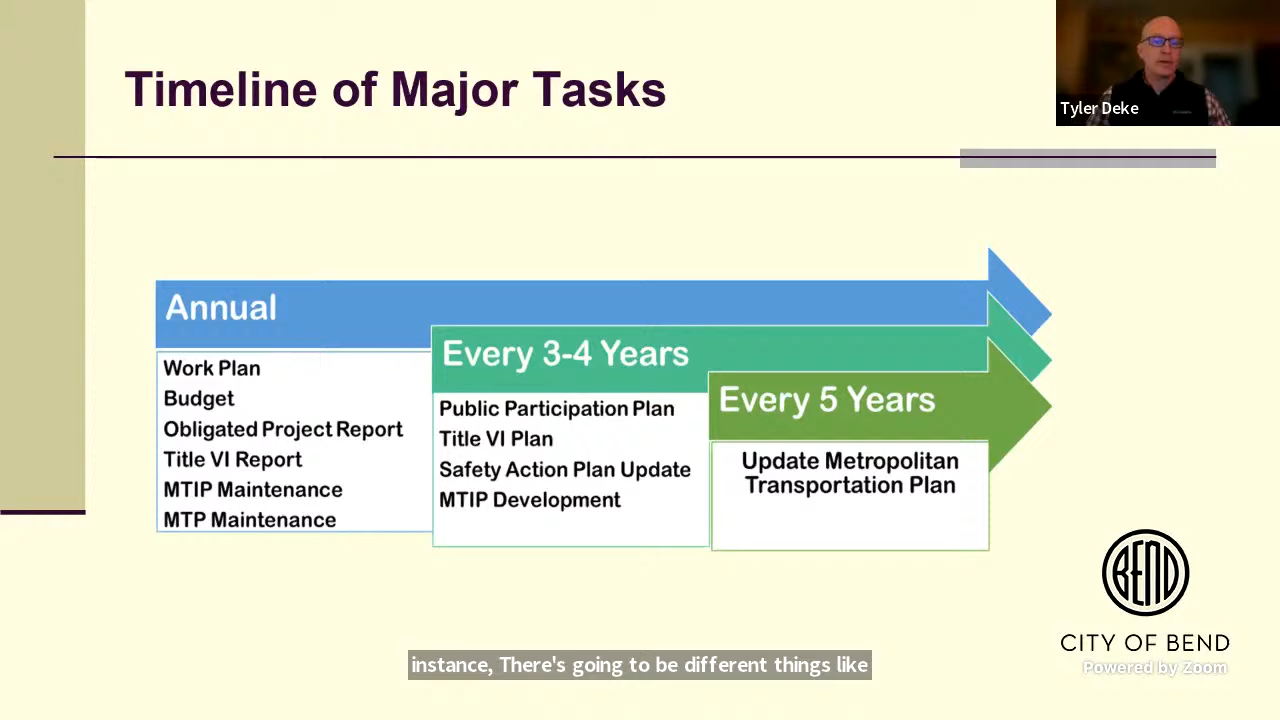 Timeline of Major Tasks
Tyler Deke
Annual
Work Plan
Budget
Obligated Project Report
Title VI Report
MTIP Maintenance
MTP Maintenance
Every 3-4 Years
Public Participation Plan
Title VI Plan
Safety Action Plan Update
MTIP Development
Every 5 Years
Update Metropolitan
Transportation Plan
BEND
CITY OF BEND
Powered by Zoom
instance, There's going to be different things like